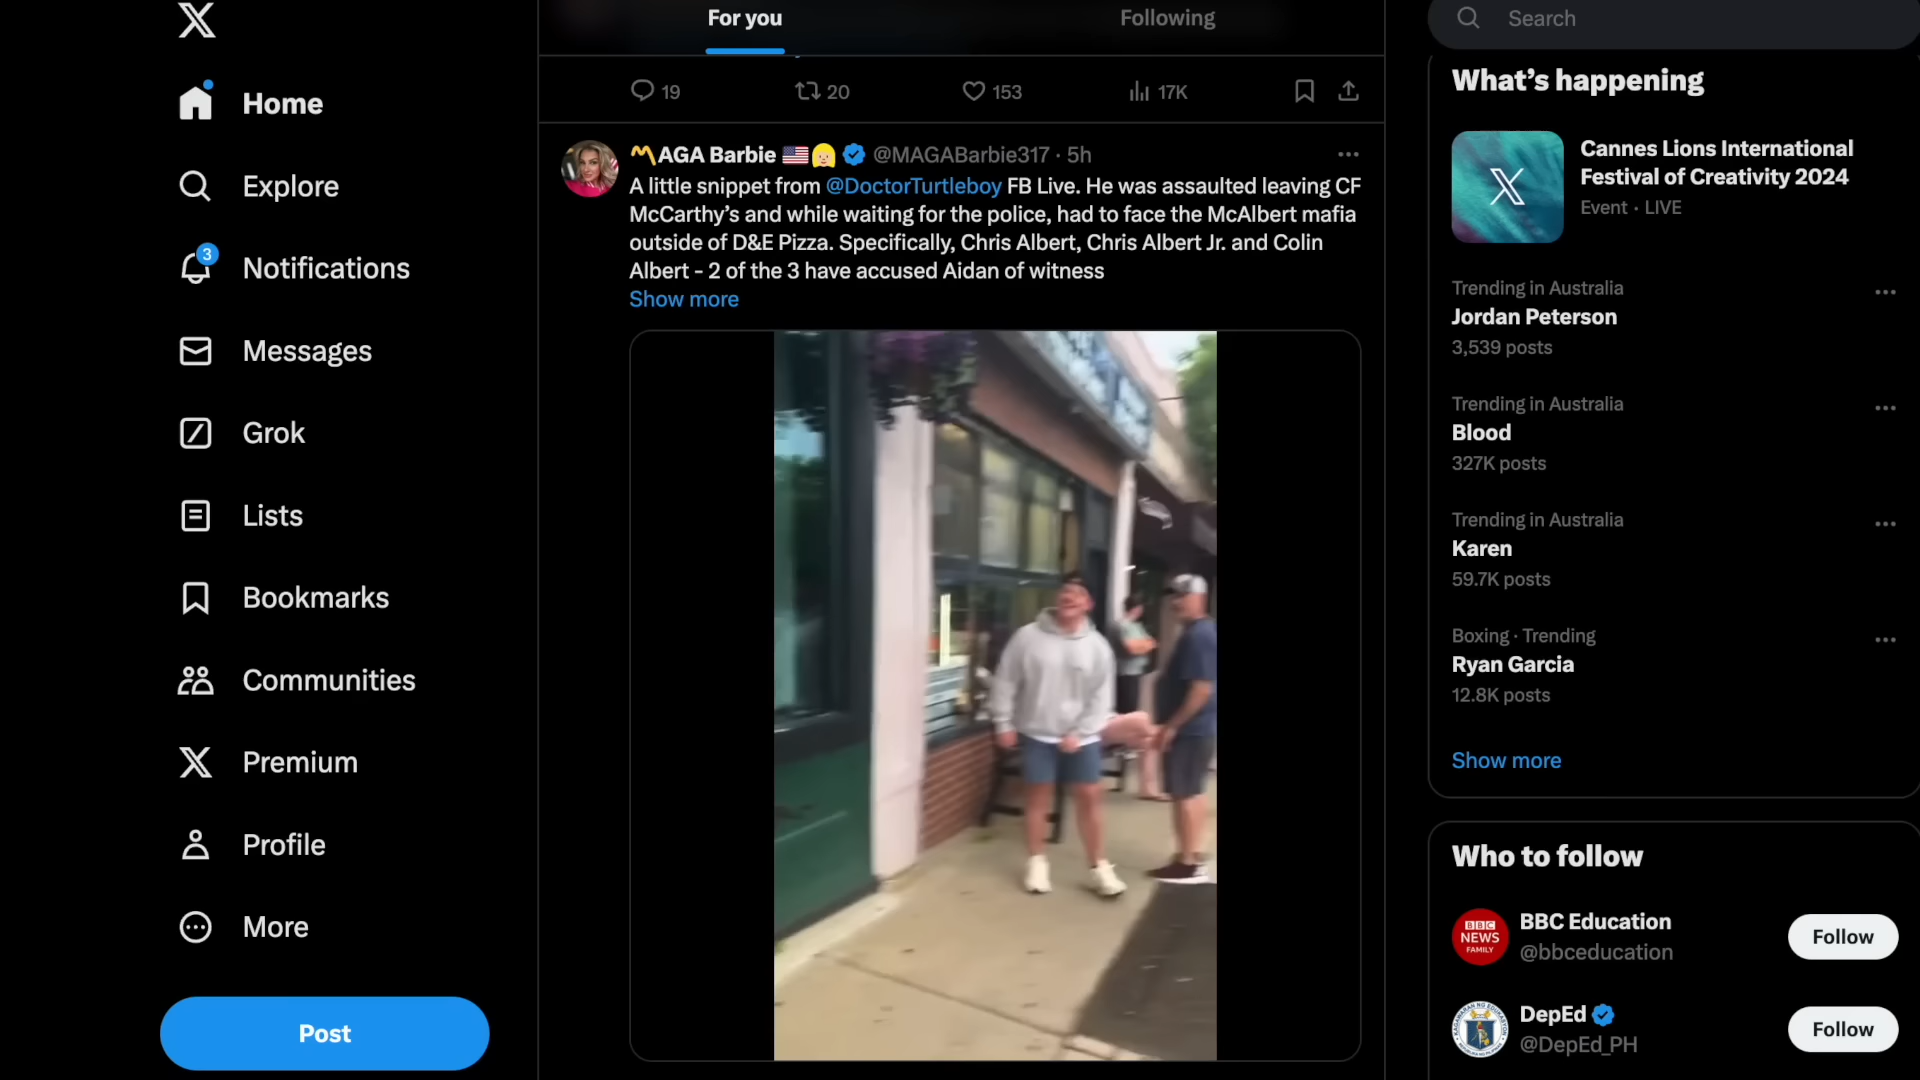 Home
Explore
3
Notifications
Messages
Grok
Lists
Bookmarks
Communities
Premium
Profile
More
Post
For you
Following
19
20
153
17K
AGA Barbie 🇺🇸👱‍♀️ @MAGABarbie317 · 5h
A little snippet from @DoctorTurtleboy FB Live. He was assaulted leaving CF
McCarthy’s and while waiting for the police, had to face the McAlbert mafia
outside of D&E Pizza. Specifically, Chris Albert, Chris Albert Jr. and Colin
Albert - 2 of the 3 have accused Aidan of witness
Show more
Search
What’s happening
Cannes Lions International
Festival of Creativity 2024
Event · LIVE
Trending in Australia
Jordan Peterson
3,539 posts
Trending in Australia
Blood
327K posts
Trending in Australia
Karen
59.7K posts
Boxing · Trending
Ryan Garcia
12.8K posts
Show more
Who to follow
BBC
NEWS
FAMILY
BBC Education
@bbceducation
Follow
DepEd
@DepEd_PH
Follow